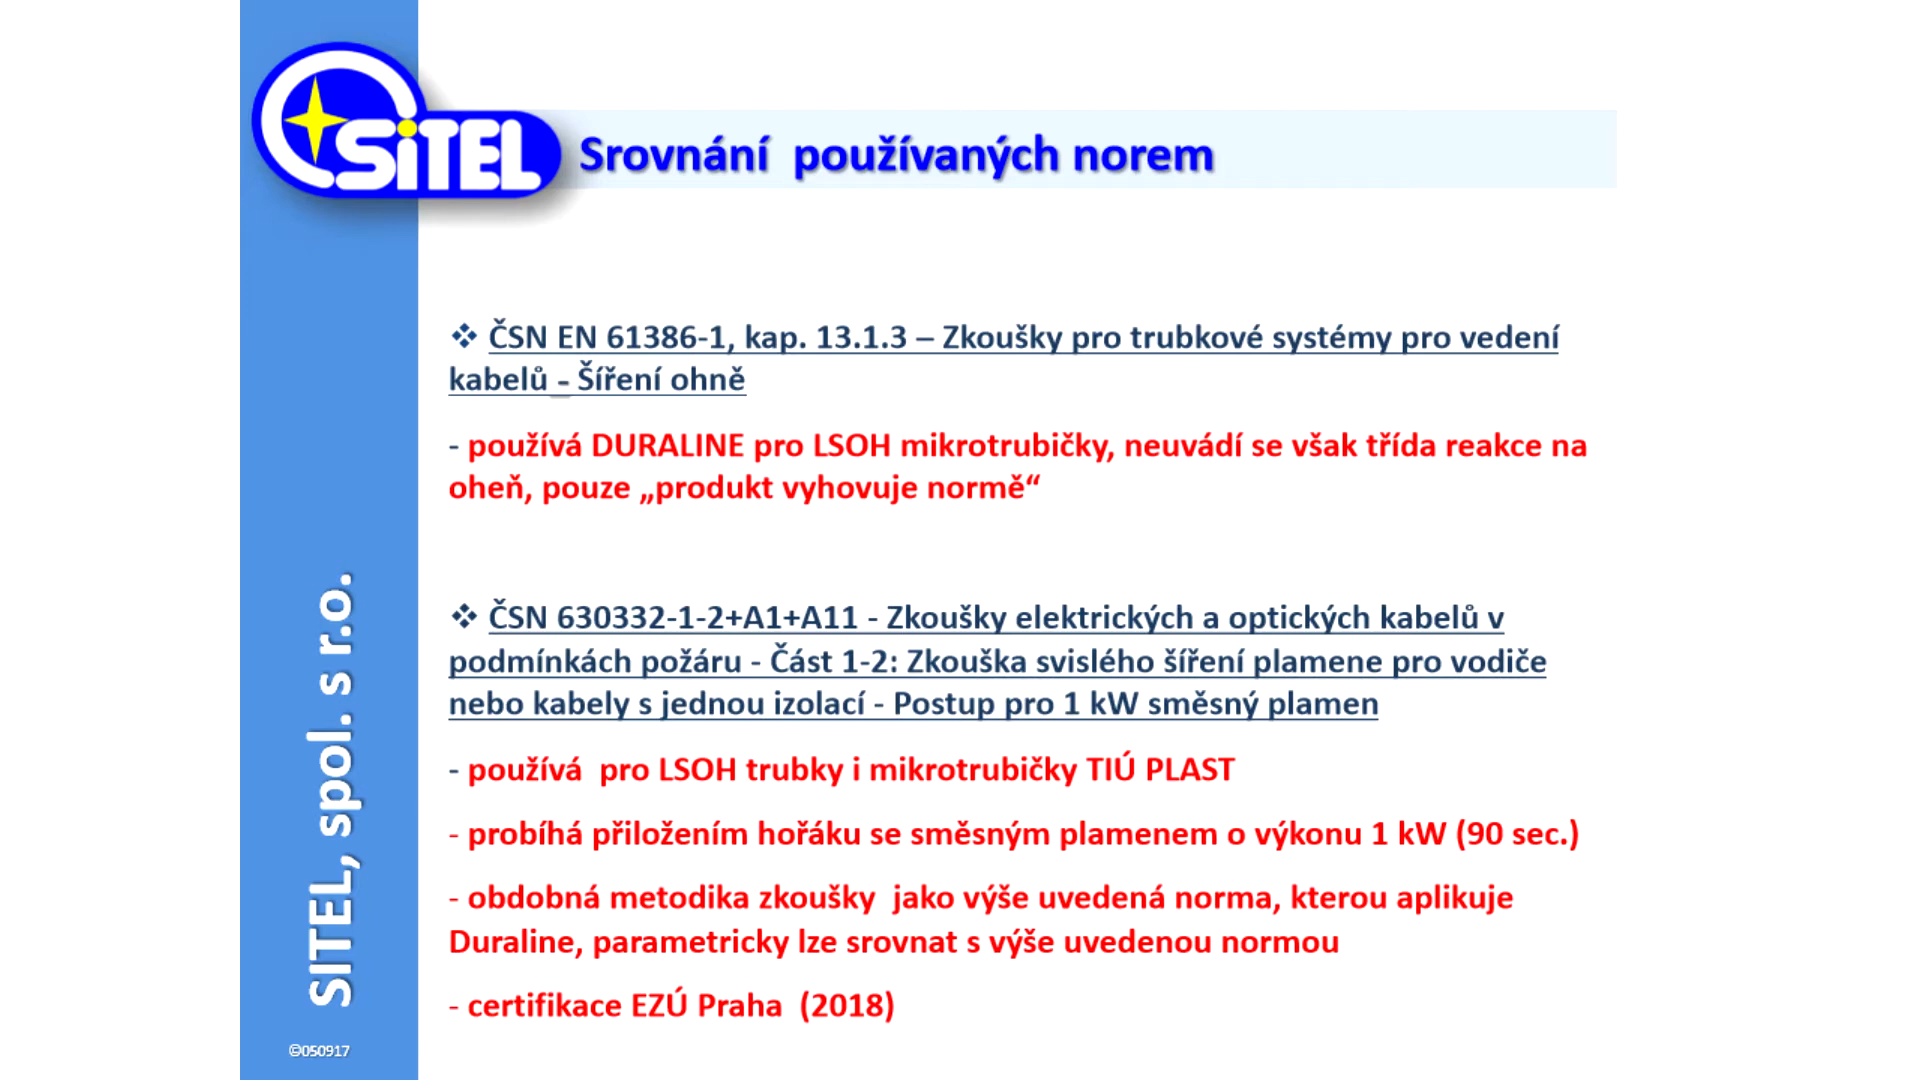 SiTEL
Srovnání používaných norem
❖ ČSN EN 61386-1, kap. 13.1.3 – Zkoušky pro trubkové systémy pro vedení
kabelů - Šíření ohně
- používá DURALINE pro LSOH mikrotrubičky, neuvádí se však třída reakce na
oheň, pouze „produkt vyhovuje normě“
❖ ČSN 630332-1-2+A1+A11 - Zkoušky elektrických a optických kabelů v
podmínkách požáru - Část 1-2: Zkouška svislého šíření plamene pro vodiče
nebo kabely s jednou izolací - Postup pro 1 kW směsný plamen
- používá pro LSOH trubky i mikrotrubičky TIÚ PLAST
- probíhá přiložením hořáku se směsným plamenem o výkonu 1 kW (90 sec.)
- obdobná metodika zkoušky jako výše uvedená norma, kterou aplikuje
Duraline, parametricky lze srovnat s výše uvedenou normou
- certifikace EZÚ Praha (2018)
SITEL, spol. s r.o.
©050917